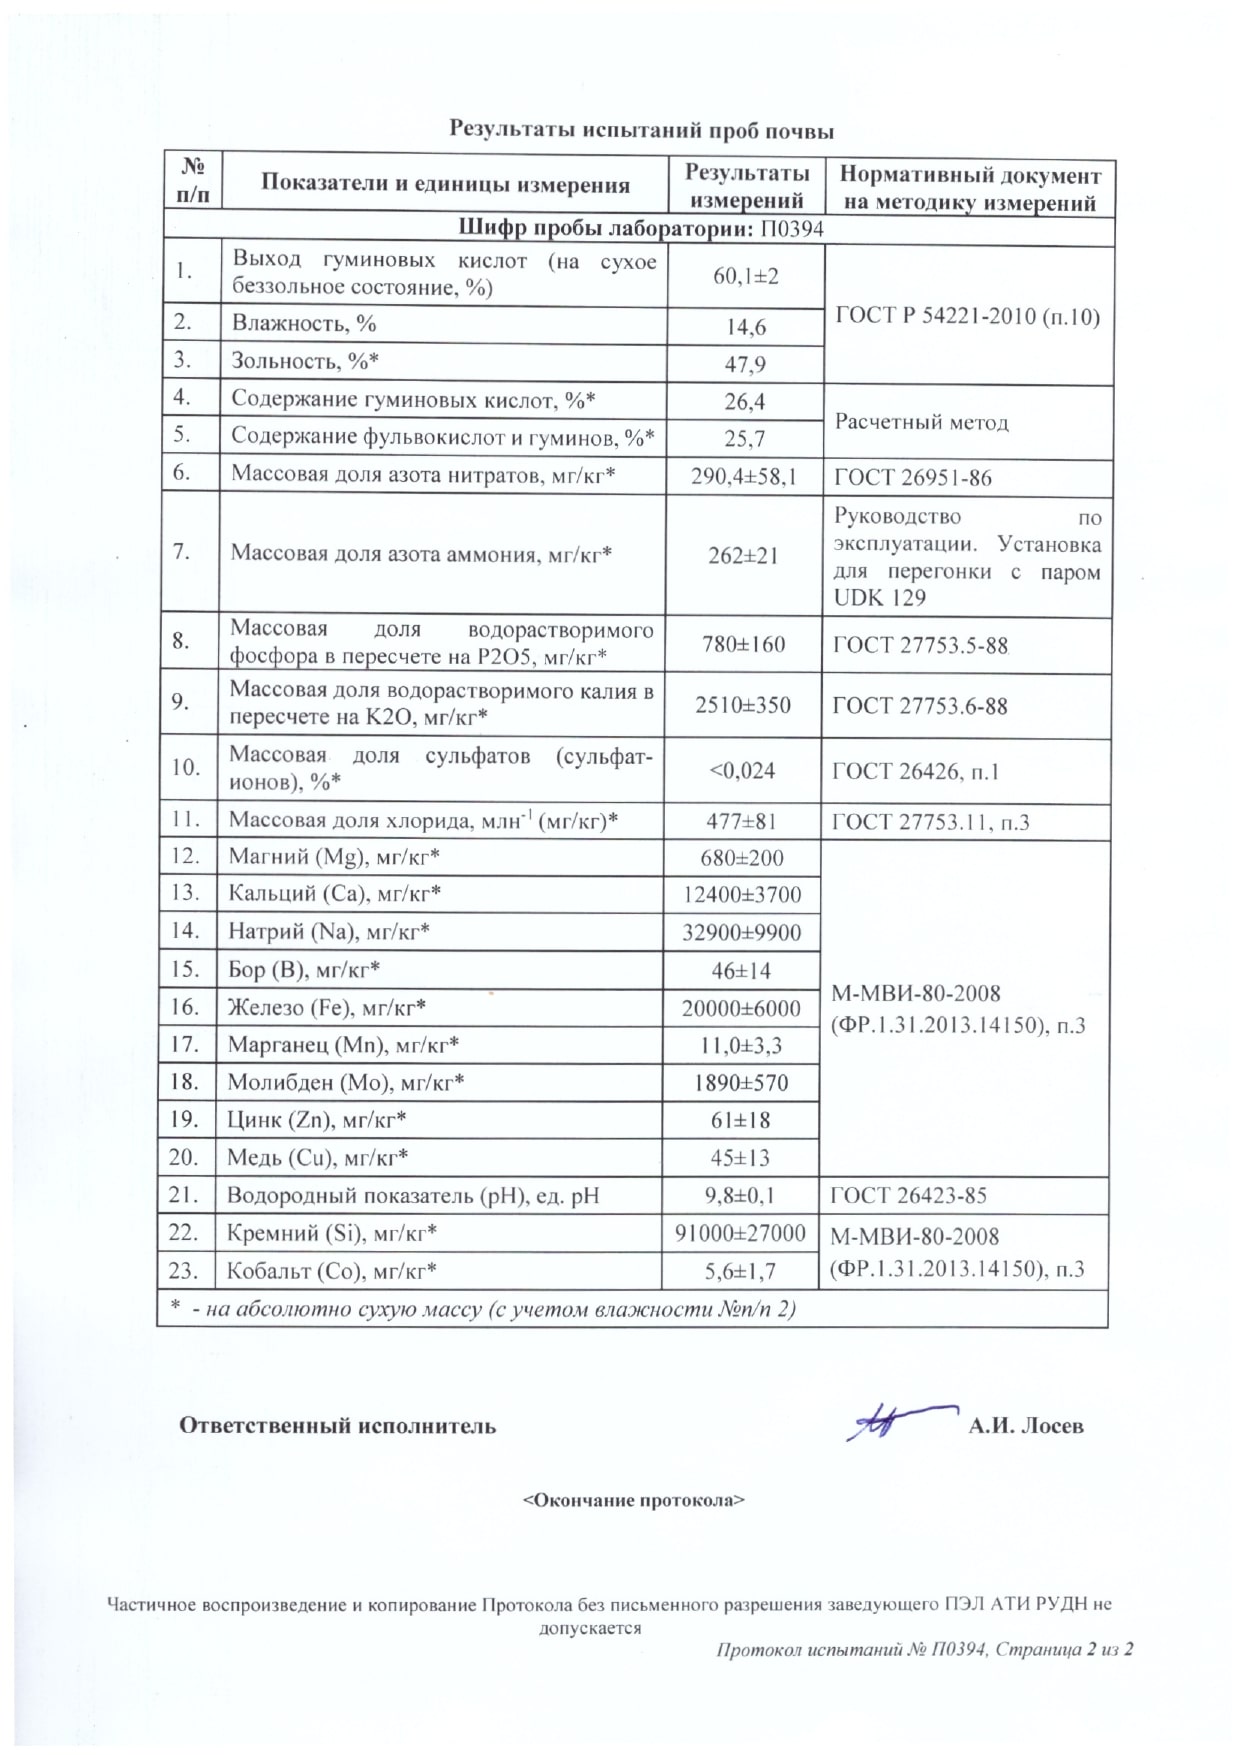 Результаты испытаний проб почвы
№ п/п Показатели и единицы измерения Результаты измерений Нормативный документ на методику измерений
Шифр пробы лаборатории: П0394
1. Выход гуминовых кислот (на сухое
беззольное состояние, %) 60,1±2 ГОСТ Р 54221-2010 (п.10)
2. Влажность, % 14,6
3. Зольность, %* 47,9
4. Содержание гуминовых кислот, %* 26,4 Расчетный метод
5. Содержание фульвокислот и гуминов, %* 25,7
6. Массовая доля азота нитратов, мг/кг* 290,4±58,1 ГОСТ 26951-86
7. Массовая доля азота аммония, мг/кг* 262±21 Руководство по
эксплуатации. Установка
для перегонки с паром
UDK 129
8. Массовая доля водорастворимого
фосфора в пересчете на P2O5, мг/кг* 780±160 ГОСТ 27753.5-88
9. Массовая доля водорастворимого калия в
пересчете на K2O, мг/кг* 2510±350 ГОСТ 27753.6-88
10. Массовая доля сульфатов (сульфат-
ионов), %* <0,024 ГОСТ 26426, п.1
11. Массовая доля хлорида, млн⁻¹ (мг/кг)* 477±81 ГОСТ 27753.11, п.3
12. Магний (Mg), мг/кг* 680±200 М-МВИ-80-2008
(ФР.1.31.2013.14150), п.3
13. Кальций (Ca), мг/кг* 12400±3700
14. Натрий (Na), мг/кг* 32900±9900
15. Бор (B), мг/кг* 46±14
16. Железо (Fe), мг/кг* 20000±6000
17. Марганец (Mn), мг/кг* 11,0±3,3
18. Молибден (Mo), мг/кг* 1890±570
19. Цинк (Zn), мг/кг* 61±18
20. Медь (Cu), мг/кг* 45±13
21. Водородный показатель (pH), ед. pH 9,8±0,1 ГОСТ 26423-85
22. Кремний (Si), мг/кг* 91000±27000 М-МВИ-80-2008
(ФР.1.31.2013.14150), п.3
23. Кобальт (Co), мг/кг* 5,6±1,7
* - на абсолютно сухую массу (с учетом влажности №п/п 2)
Ответственный исполнитель А.И. Лосев
<Окончание протокола>
Частичное воспроизведение и копирование Протокола без письменного разрешения заведующего ПЭЛ АТИ РУДН не
допускается
Протокол испытаний № П0394, Страница 2 из 2